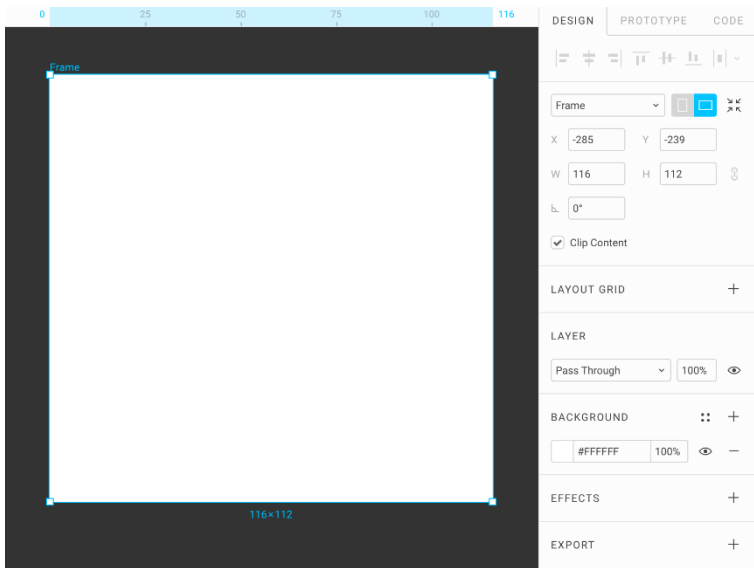 0 25 50 75 100 116
Frame
116×112
DESIGN PROTOTYPE CODE
Frame
X -285 Y -239
W 116 H 112
0°
Clip Content
LAYOUT GRID
LAYER
Pass Through 100%
BACKGROUND
#FFFFFF 100%
EFFECTS
EXPORT